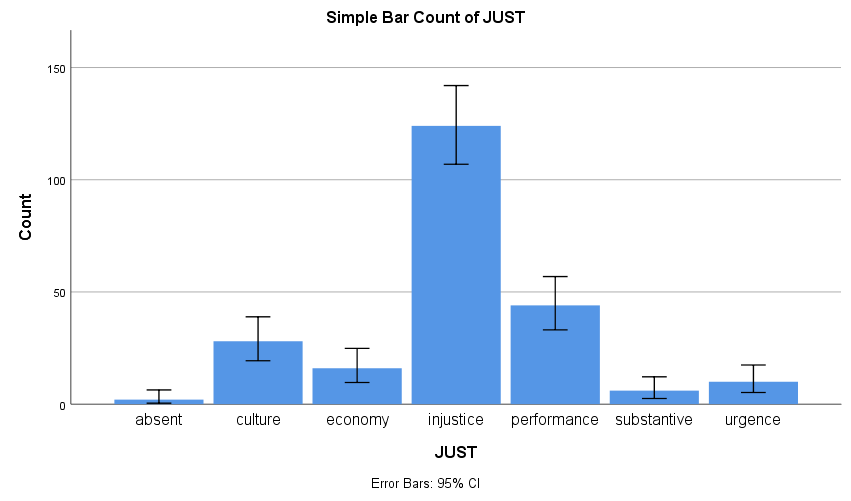 Simple Bar Count of JUST
150
100
50
0
Count
absent culture economy injustice performance substantive urgence
JUST
Error Bars: 95% CI